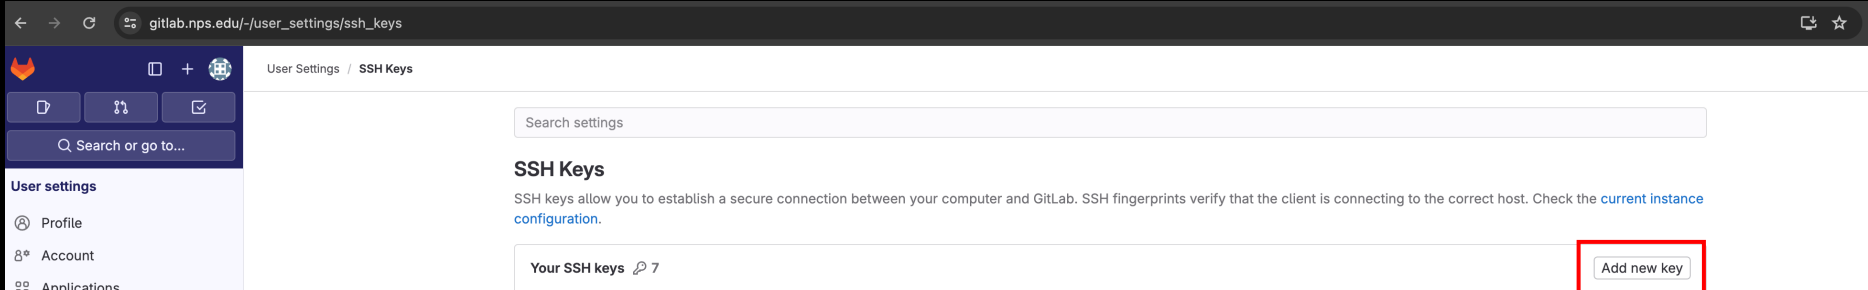 gitlab.nps.edu/-/user_settings/ssh_keys
User Settings / SSH Keys
Search or go to...
User settings
Profile
Account
Applications
Search settings
SSH Keys
SSH keys allow you to establish a secure connection between your computer and GitLab. SSH fingerprints verify that the client is connecting to the correct host. Check the current instance
configuration.
Your SSH keys 7
Add new key